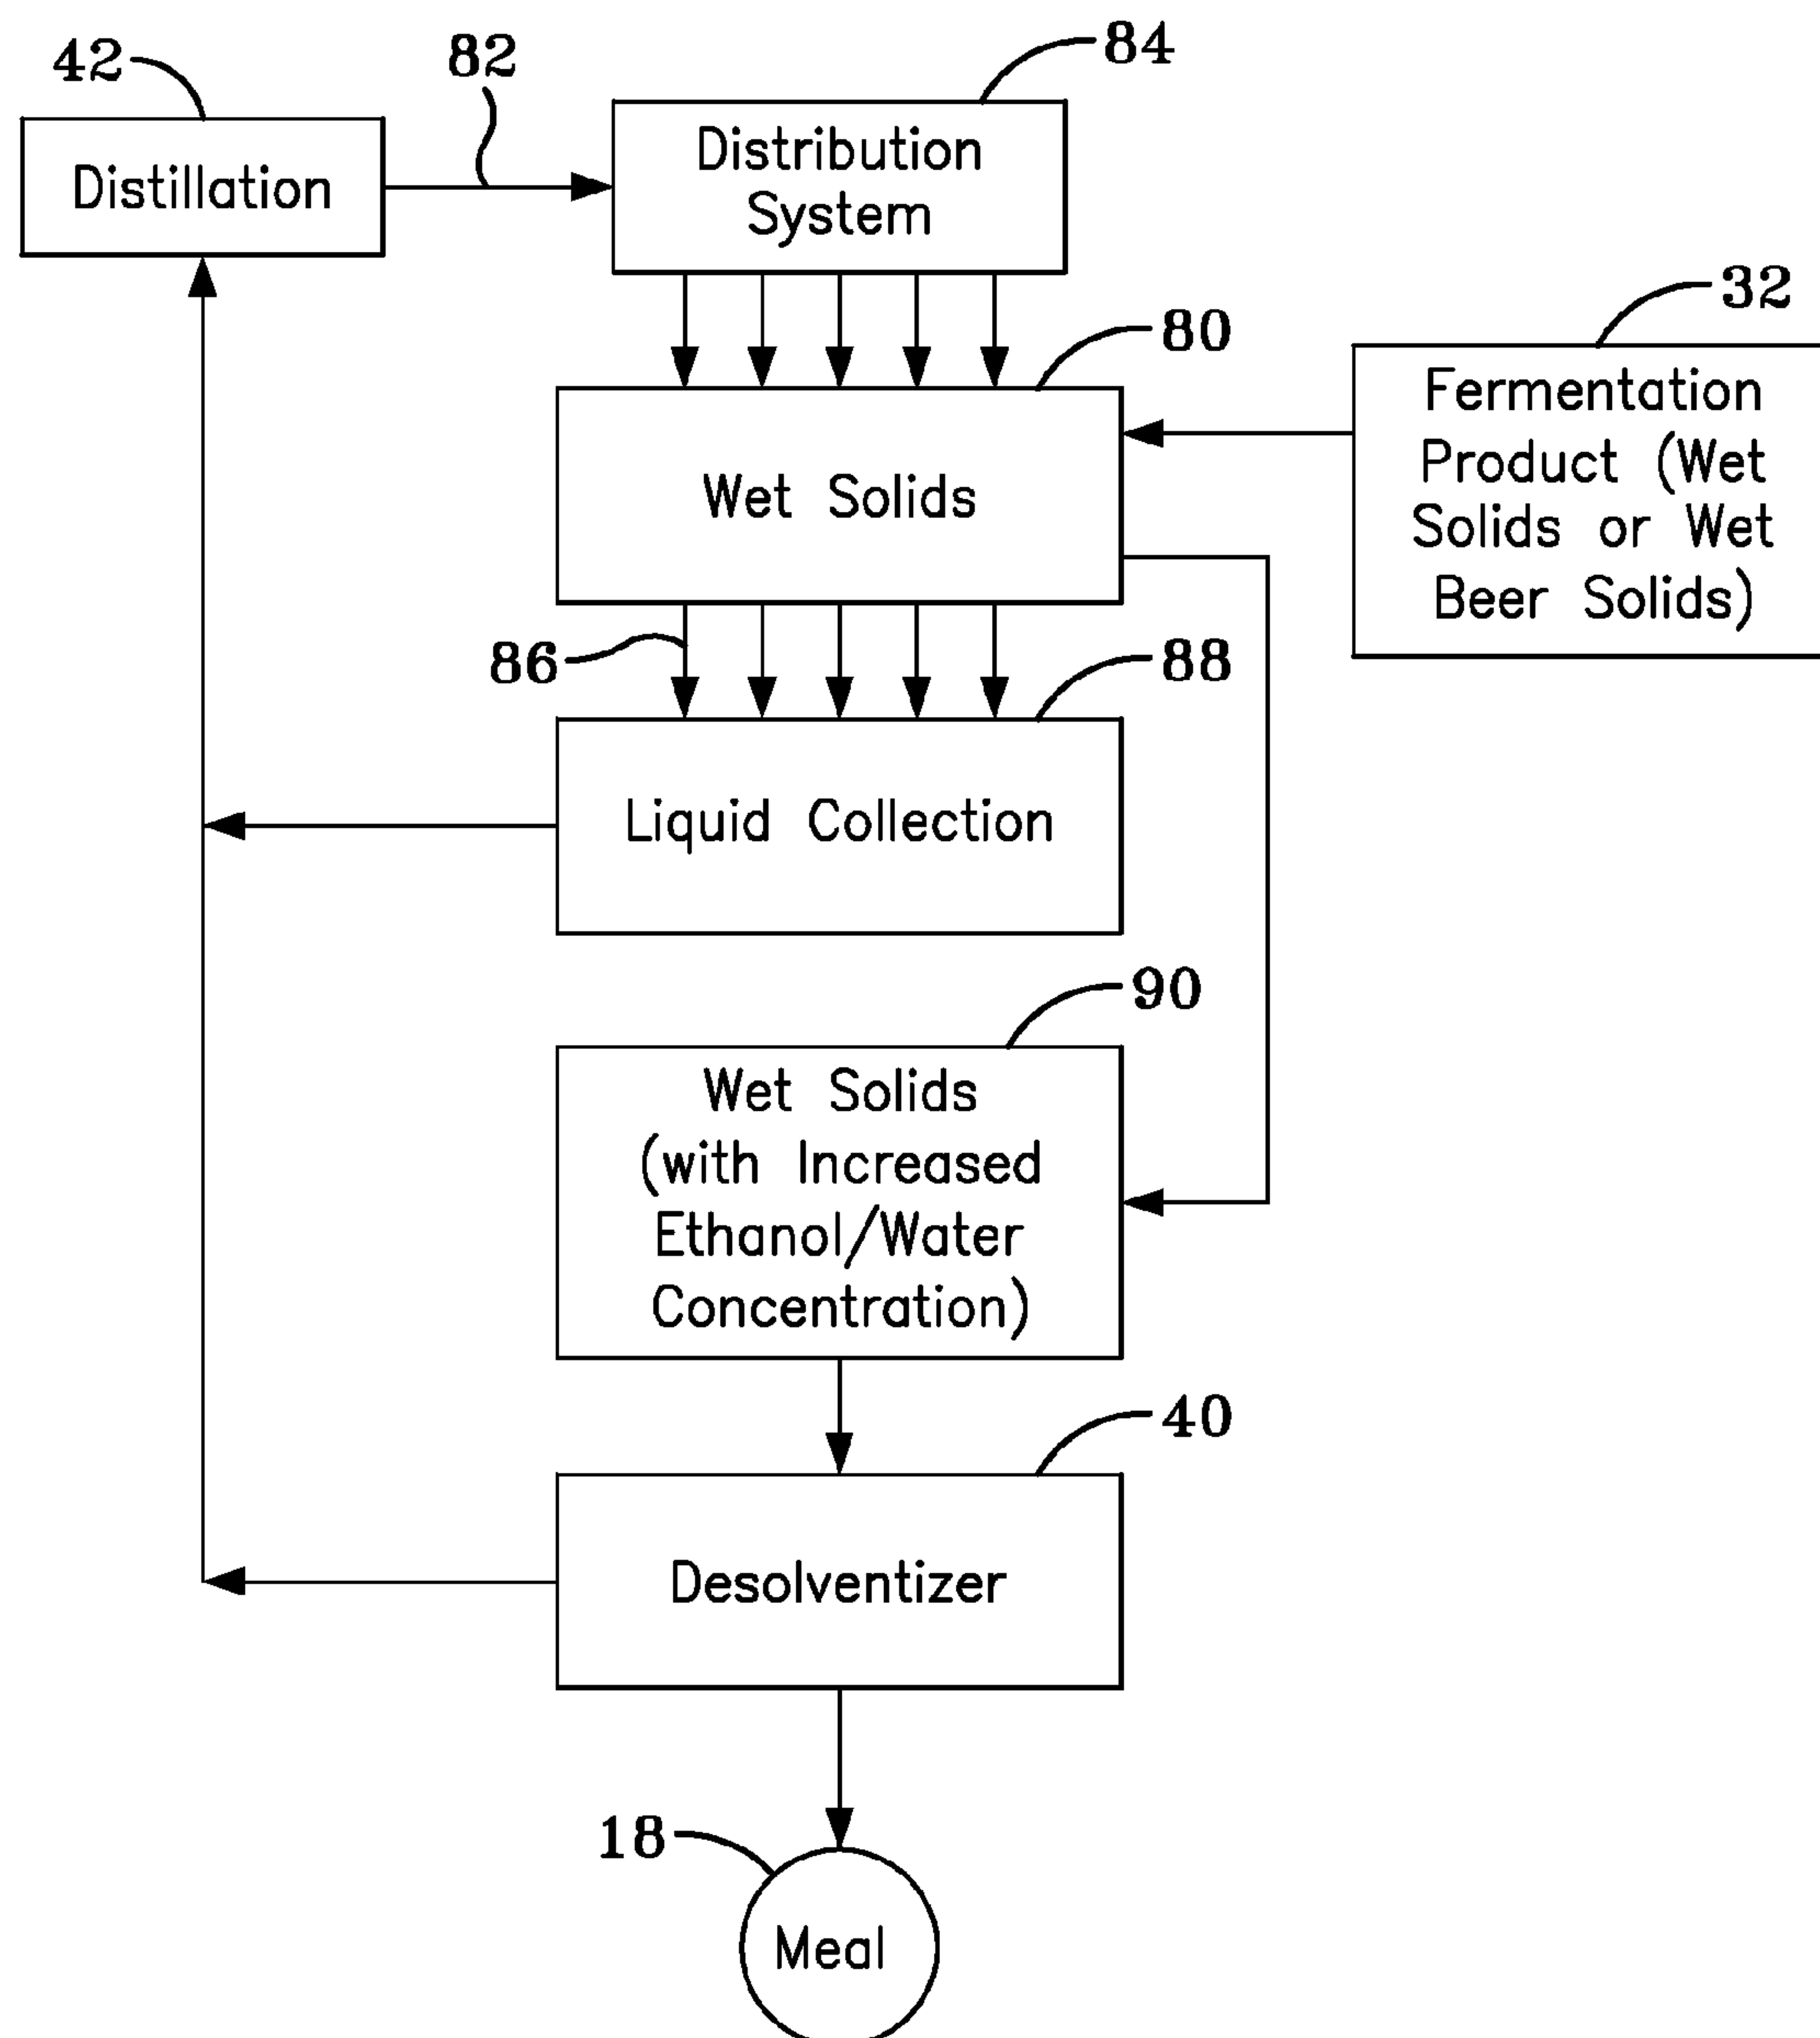 42
82
84
Distillation
Distribution
System
32
80
Fermentation
Product (Wet
Solids or Wet
Beer Solids)
Wet Solids
86
88
Liquid Collection
90
Wet Solids
(with Increased
Ethanol/Water
Concentration)
40
Desolventizer
18
Meal